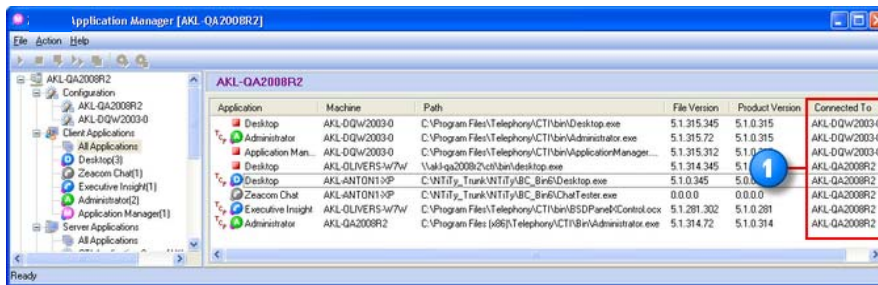 Application Manager [AKL-QA2008R2]
File Action Help
AKL-QA2008R2
Configuration
AKL-QA2008R2
AKL-DQW2003-0
Client Applications
All Applications
Desktop(3)
Zeacom Chat(1)
Executive Insight(1)
Administrator(2)
Application Manager(1)
Server Applications
All Applications
AKL-QA2008R2
Application Machine Path File Version Product Version Connected To
Desktop AKL-DQW2003-0 C:\Program Files\Telephony\CTI\bin\Desktop.exe 5.1.315.345 5.1.0.315 AKL-DQW2003-0
Administrator AKL-DQW2003-0 C:\Program Files\Telephony\CTI\bin\Administrator.exe 5.1.315.72 5.1.0.315 AKL-DQW2003-0
Application Man... AKL-DQW2003-0 C:\Program Files\Telephony\CTI\bin\ApplicationManager.... 5.1.315.312 AKL-DQW2003-0
Desktop AKL-OLIVERS-W7W \\akl-qa2008r2\cti\bin\desktop.exe 5.1.314.345 AKL-QA2008R2
Desktop AKL-ANTON1-XP C:\NTiTy_Trunk\NTiTy\BC_Bin6\Desktop.exe 5.1.0.345 AKL-QA2008R2
Zeacom Chat AKL-ANTON1-XP C:\NTiTy_Trunk\NTiTy\BC_Bin6\ChatTester.exe 0.0.0.0 0.0.0.0 AKL-QA2008R2
Executive Insight AKL-OLIVERS-W7W C:\Program Files\Telephony\CTI\bin\BSDPanelXControl.ocx 5.1.281.302 5.1.0.281 AKL-QA2008R2
Administrator AKL-QA2008R2 C:\Program Files (x86)\Telephony\CTI\Bin\Administrator.exe 5.1.314.72 5.1.0.314 AKL-QA2008R2
1
Ready